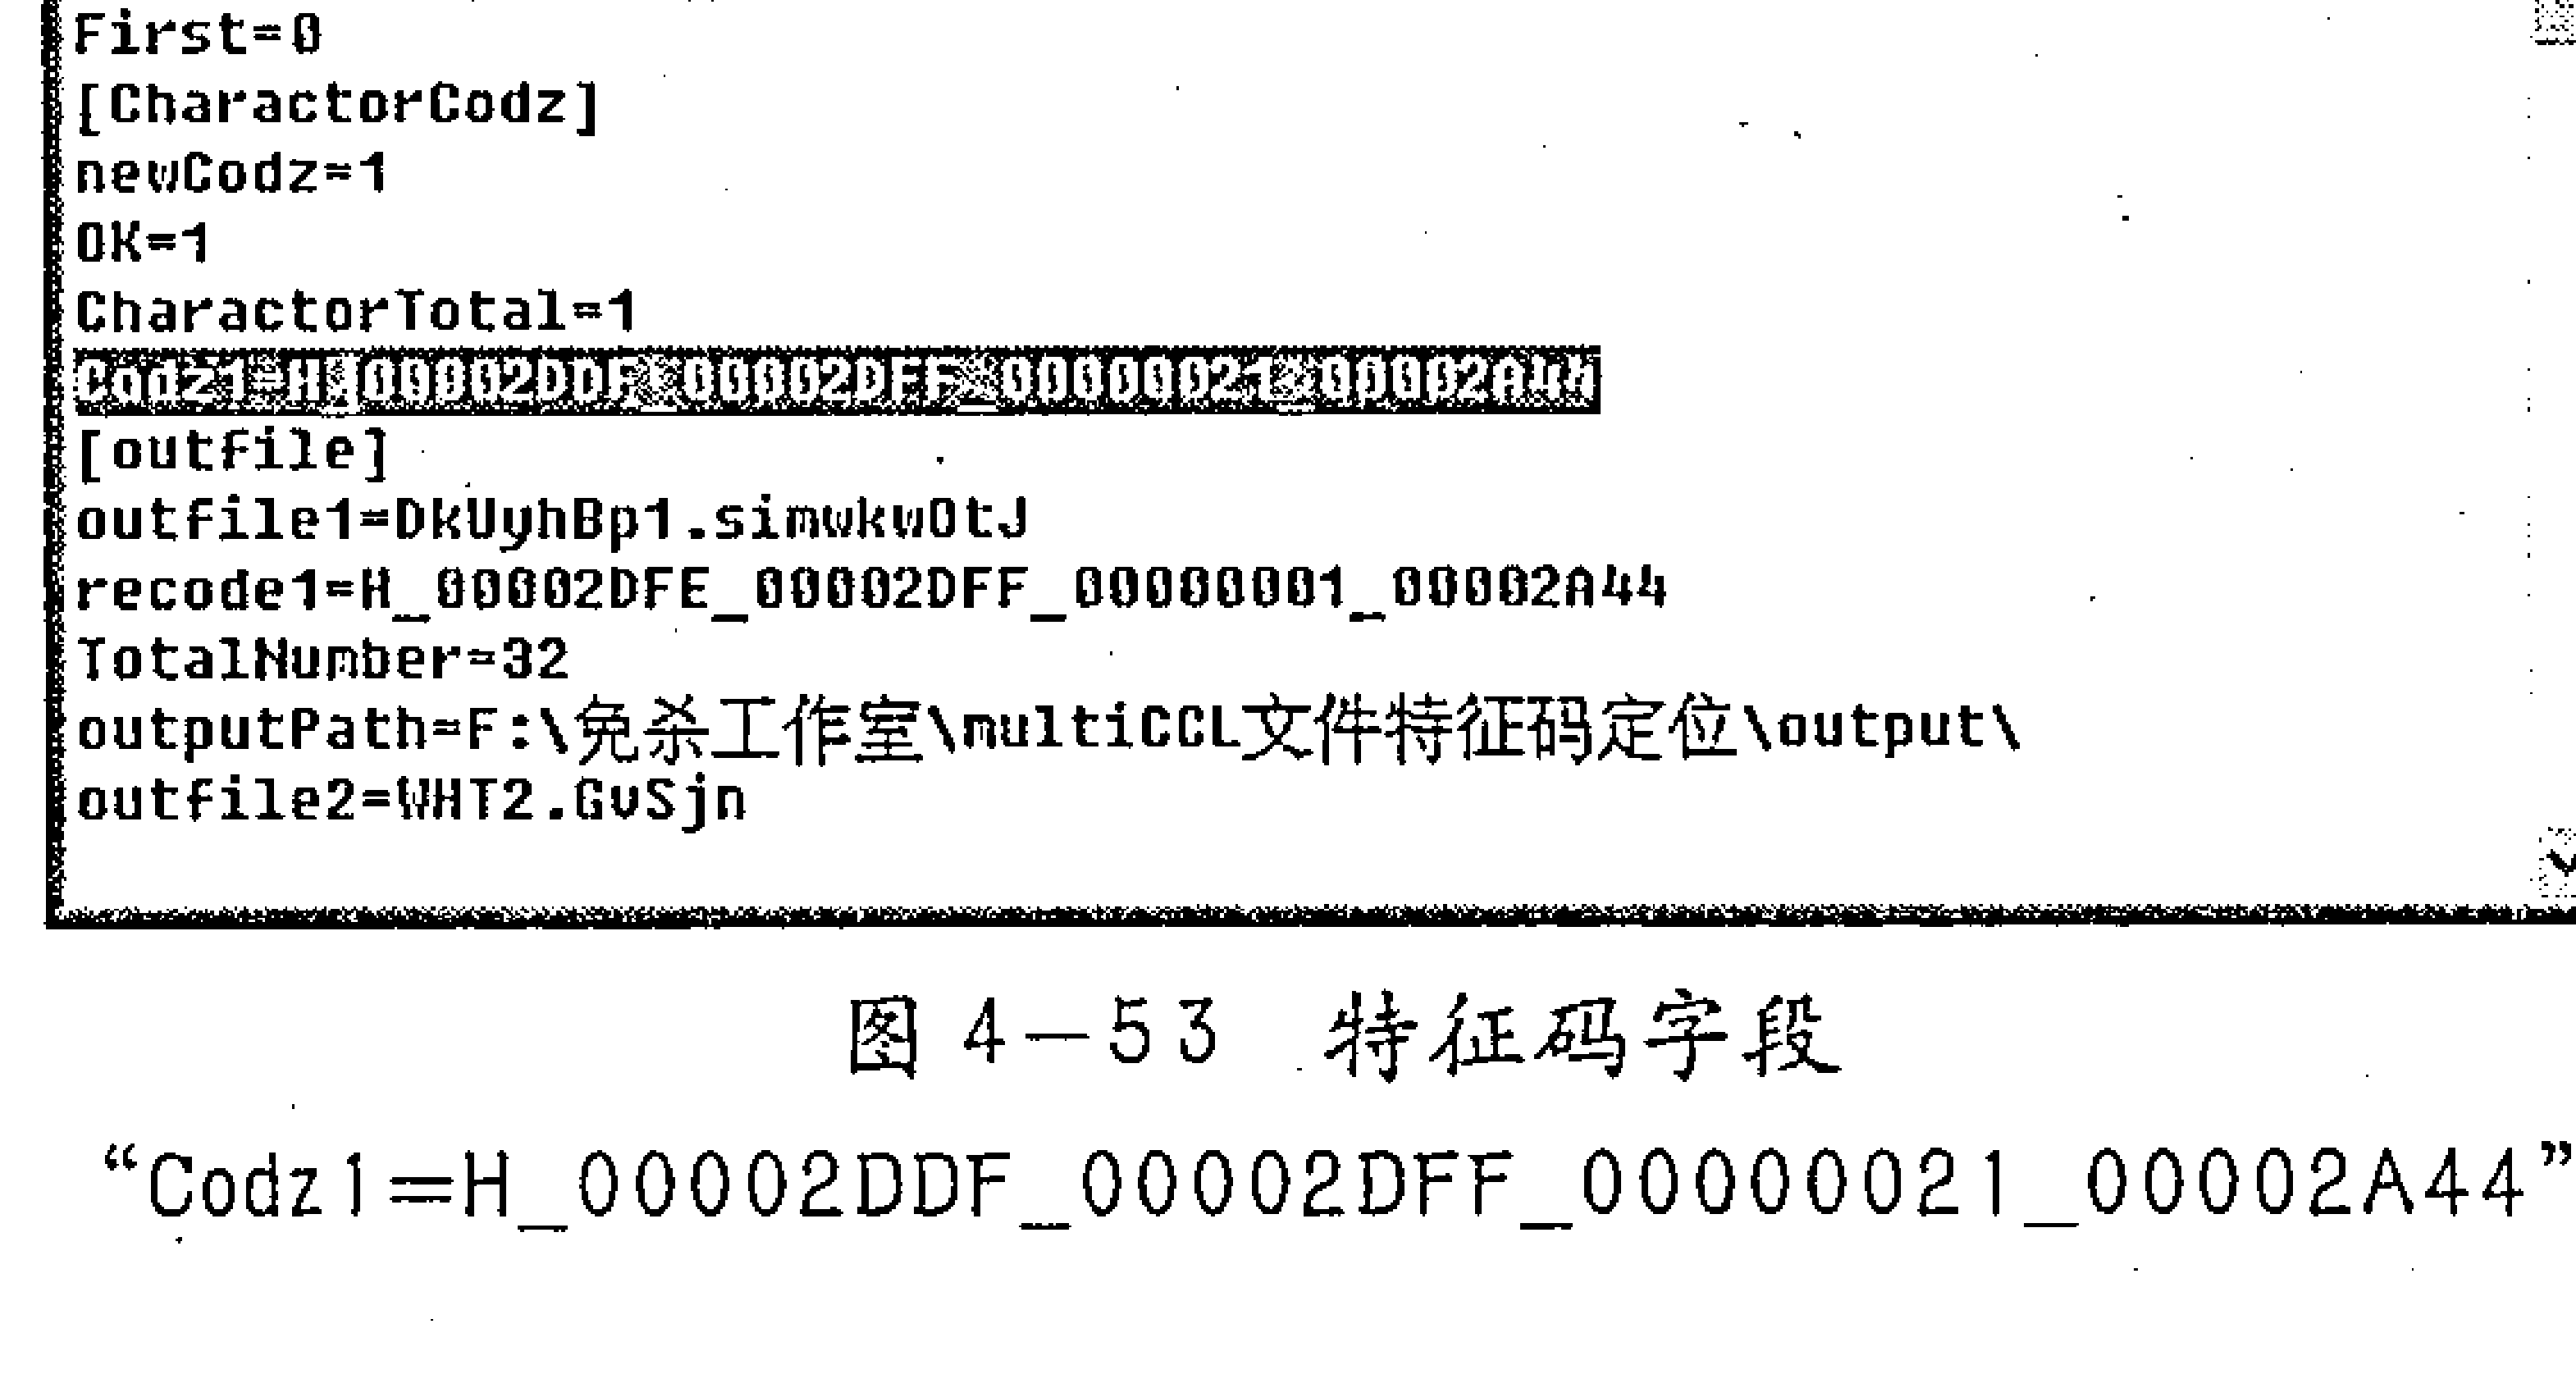 First=0
[CharactorCodz]
newCodz=1
OK=1
CharactorTotal=1
Codz1=H_00002DDF_00002DFF_00000021_00002A44
[outfile]
outfile1=DkUyhBp1.simwkwOtJ
recode1=H_00002DFE_00002DFF_00000001_00002A44
TotalNumber=32
outputPath=F:\免杀工作室\multiCCL文件特征码定位\output\
outfile2=WHT2.GvSjn
图 4-53 特征码字段
“Codz1=H_00002DDF_00002DFF_00000021_00002A44”